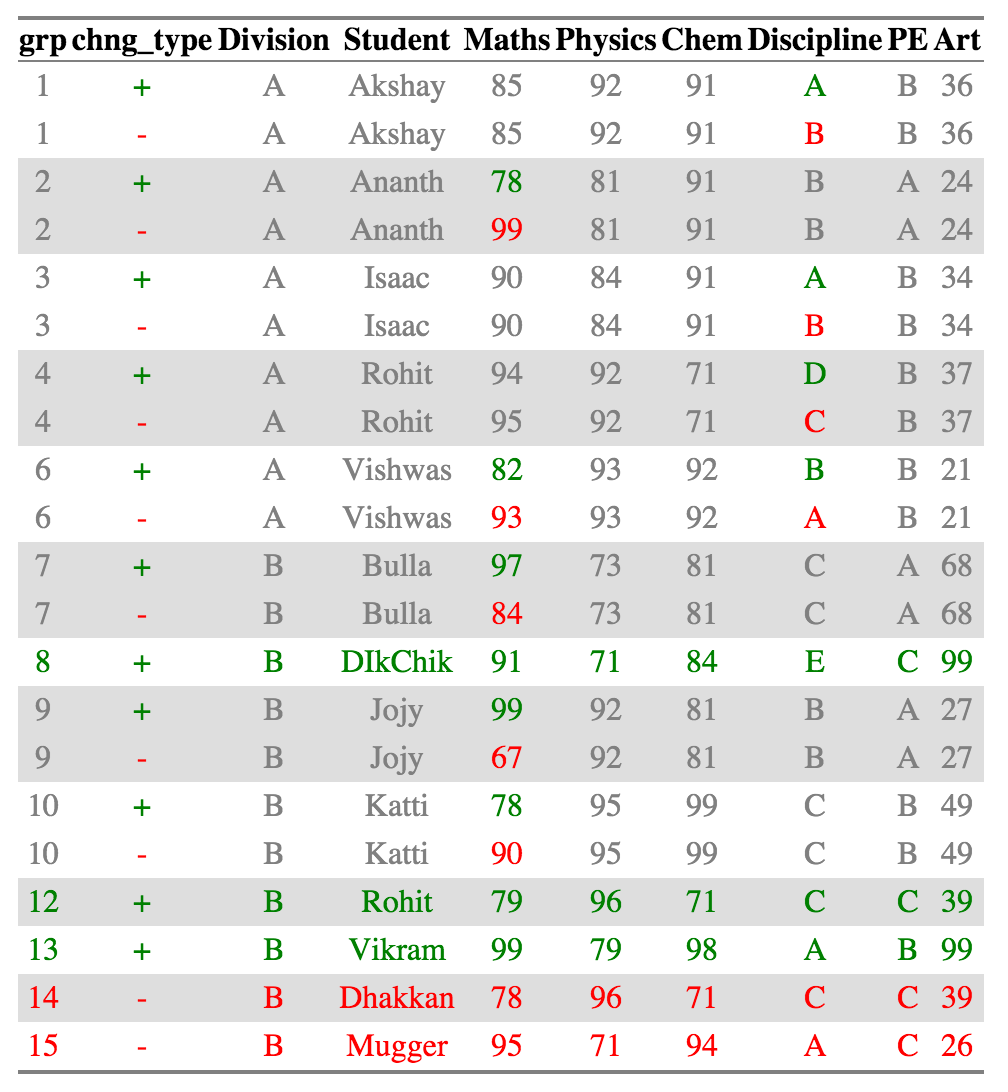 grp chng_type Division Student Maths Physics Chem Discipline PE Art
1 + A Akshay 85 92 91 A B 36
1 - A Akshay 85 92 91 B B 36
2 + A Ananth 78 81 91 B A 24
2 - A Ananth 99 81 91 B A 24
3 + A Isaac 90 84 91 A B 34
3 - A Isaac 90 84 91 B B 34
4 + A Rohit 94 92 71 D B 37
4 - A Rohit 95 92 71 C B 37
6 + A Vishwas 82 93 92 B B 21
6 - A Vishwas 93 93 92 A B 21
7 + B Bulla 97 73 81 C A 68
7 - B Bulla 84 73 81 C A 68
8 + B DIkChik 91 71 84 E C 99
9 + B Jojy 99 92 81 B A 27
9 - B Jojy 67 92 81 B A 27
10 + B Katti 78 95 99 C B 49
10 - B Katti 90 95 99 C B 49
12 + B Rohit 79 96 71 C C 39
13 + B Vikram 99 79 98 A B 99
14 - B Dhakkan 78 96 71 C C 39
15 - B Mugger 95 71 94 A C 26